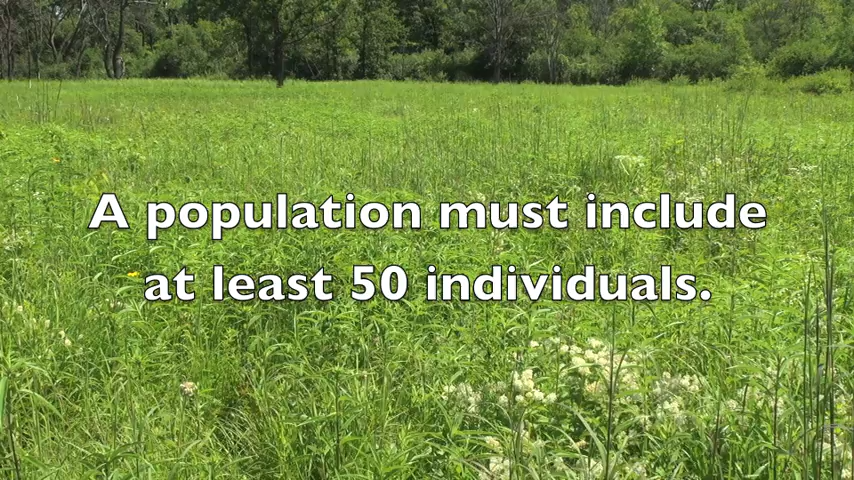 A population must include
at least 50 individuals.